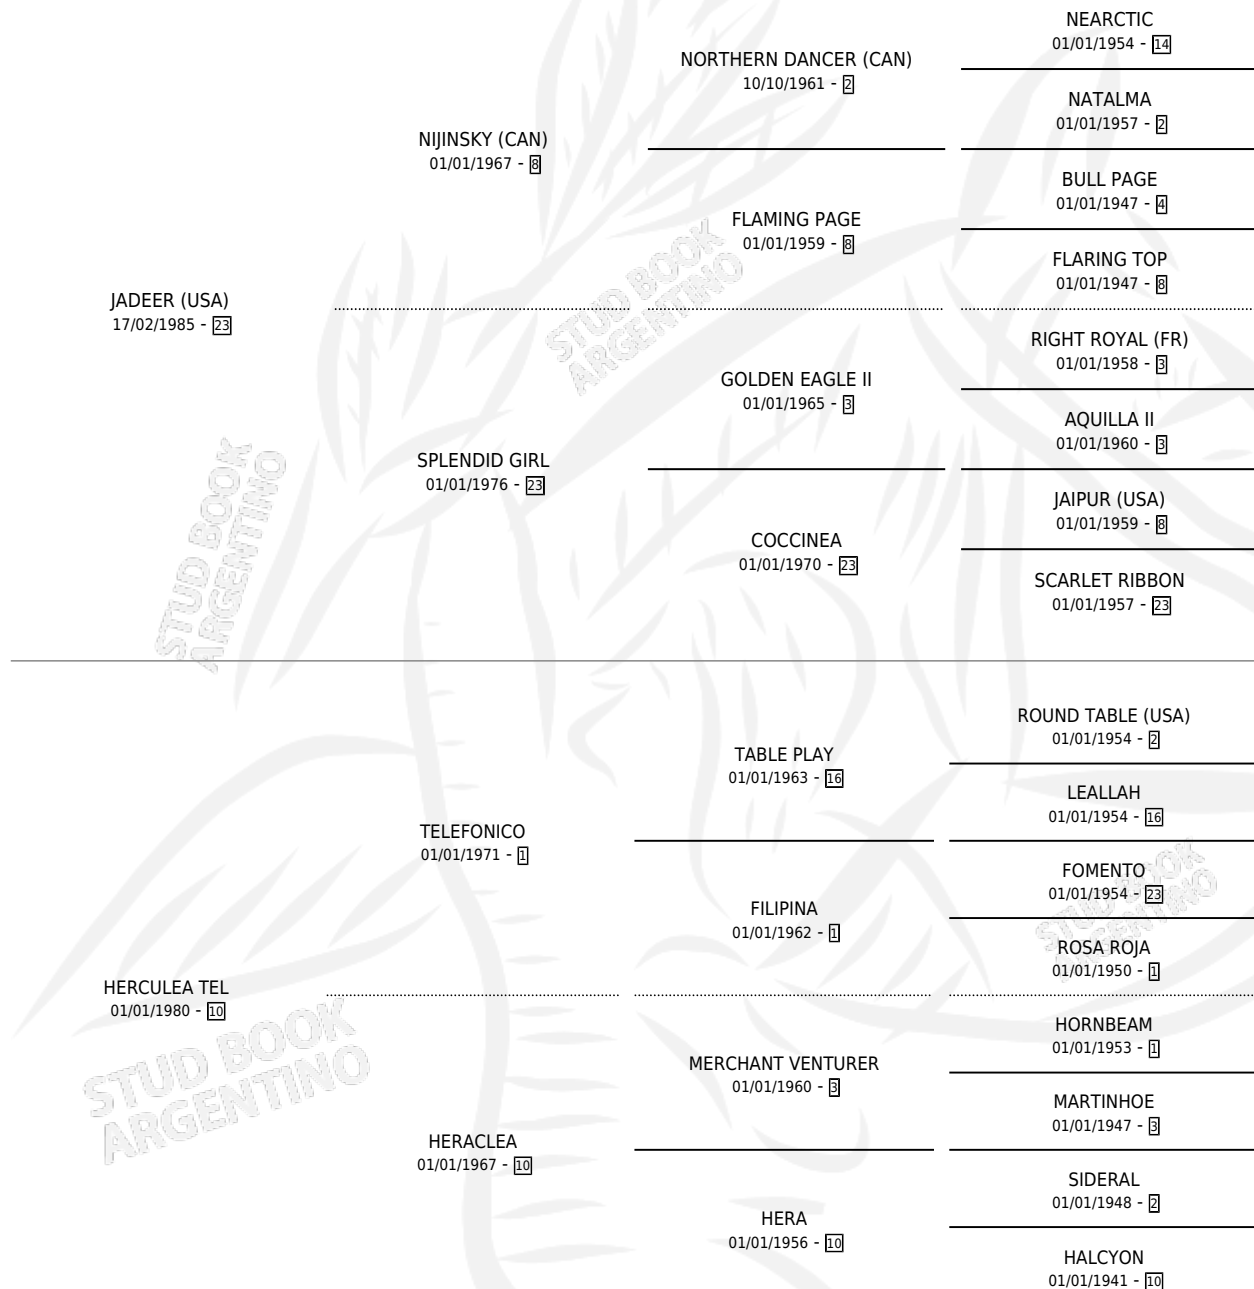 NEARCTIC
01/01/1954 - 14
NORTHERN DANCER (CAN)
10/10/1961 - 2
NATALMA
01/01/1957 - 2
NIJINSKY (CAN)
01/01/1967 - 8
BULL PAGE
01/01/1947 - 4
FLAMING PAGE
01/01/1959 - 8
FLARING TOP
01/01/1947 - 8
JADEER (USA)
17/02/1985 - 23
RIGHT ROYAL (FR)
01/01/1958 - 3
GOLDEN EAGLE II
01/01/1965 - 3
AQUILLA II
01/01/1960 - 3
SPLENDID GIRL
01/01/1976 - 23
JAIPUR (USA)
01/01/1959 - 8
COCCINEA
01/01/1970 - 23
SCARLET RIBBON
01/01/1957 - 23
STUD BOOK
ARGENTINO
STUD BOOK
ARGENTINO
ROUND TABLE (USA)
01/01/1954 - 2
TABLE PLAY
01/01/1963 - 16
LEALLAH
01/01/1954 - 16
TELEFONICO
01/01/1971 - 1
FOMENTO
01/01/1954 - 23
FILIPINA
01/01/1962 - 1
ROSA ROJA
01/01/1950 - 1
HERCULEA TEL
01/01/1980 - 10
HORNBEAM
01/01/1953 - 1
MERCHANT VENTURER
01/01/1960 - 3
MARTINHOE
01/01/1947 - 3
HERACLEA
01/01/1967 - 10
SIDERAL
01/01/1948 - 2
HERA
01/01/1956 - 10
HALCYON
01/01/1941 - 10
STUD BOOK
ARGENTINO
STUD BOOK
ARGENTINO